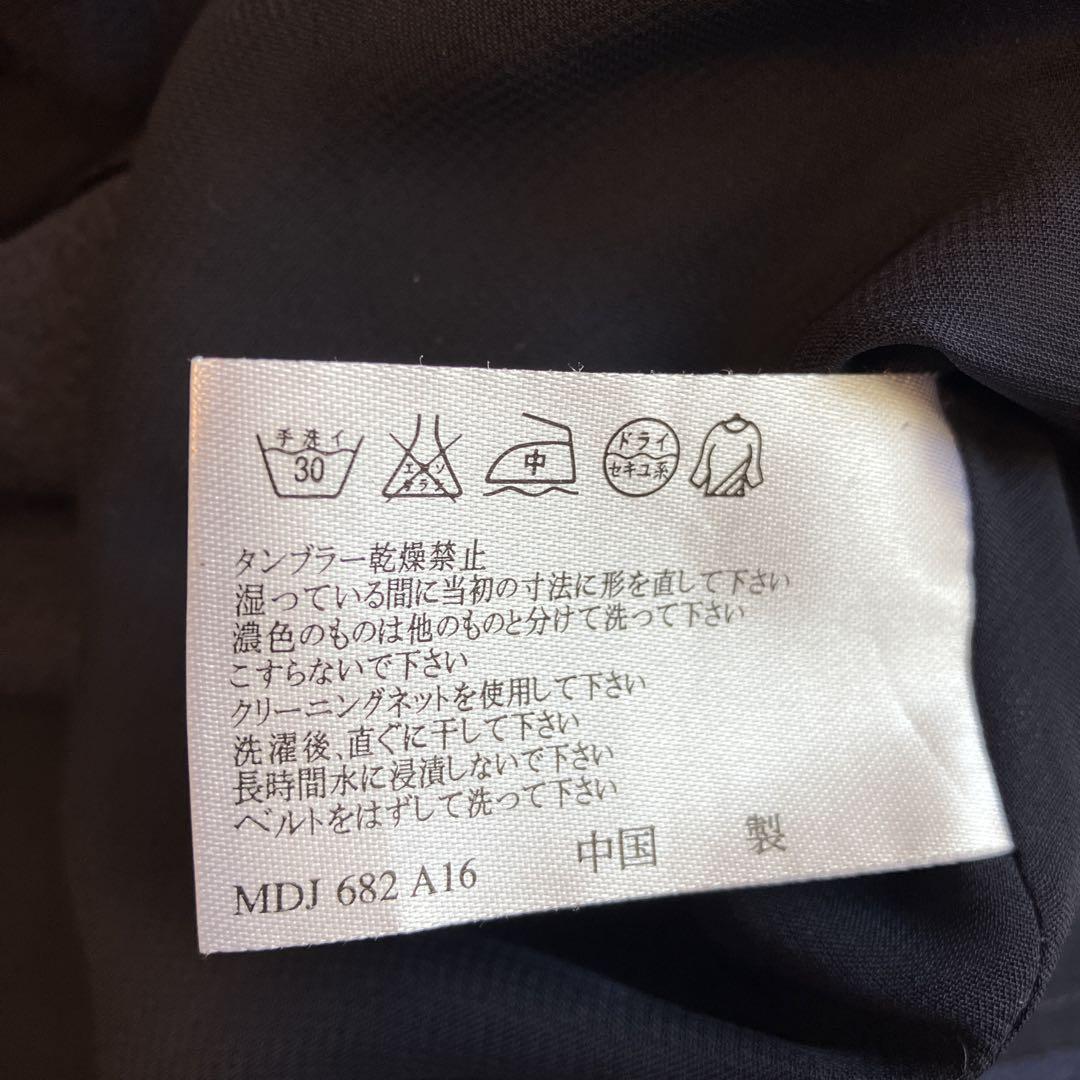 手洗イ 30 エンソサラシ 中 ドライ セキユ系
タンブラー乾燥禁止
湿っている間に当初の寸法に形を直して下さい
濃色のものは他のものと分けて洗って下さい
こすらないで下さい
クリーニングネットを使用して下さい
洗濯後、直ぐに干して下さい
長時間水に浸漬しないで下さい
ベルトをはずして洗って下さい
中国 製
MDJ 682 A16